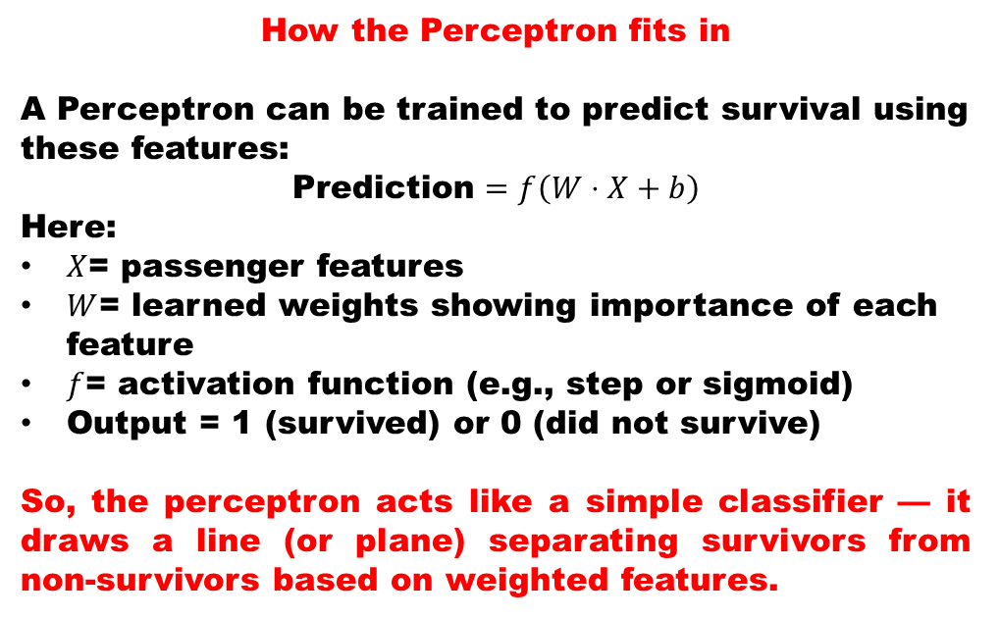 How the Perceptron fits in
A Perceptron can be trained to predict survival using
these features:
Prediction = f(W · X + b)
Here:
• X= passenger features
• W= learned weights showing importance of each
feature
• f= activation function (e.g., step or sigmoid)
• Output = 1 (survived) or 0 (did not survive)
So, the perceptron acts like a simple classifier — it
draws a line (or plane) separating survivors from
non-survivors based on weighted features.